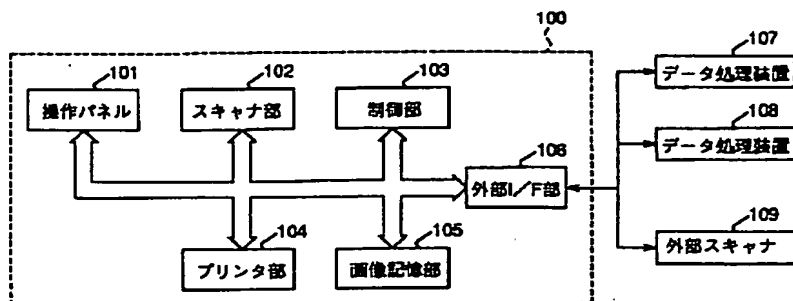 100
101
102
103
107
操作パネル
スキャナ部
制御部
データ処理装置
108
データ処理装置
106
外部I/F部
104
105
109
プリンタ部
画像記憶部
外部スキャナ